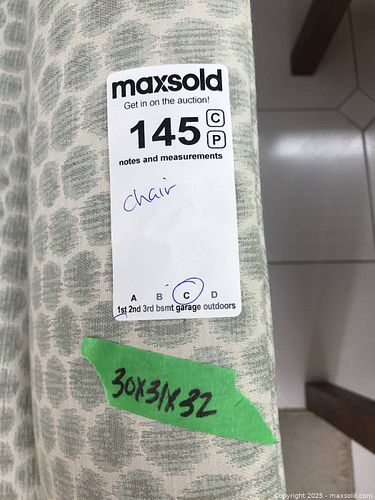 maxsold
Get in on the auction!
145 C
P
notes and measurements
chair
A B C D
1st 2nd 3rd bsmt garage outdoors
30X31X32
Copyright 2025 - maxsold.com